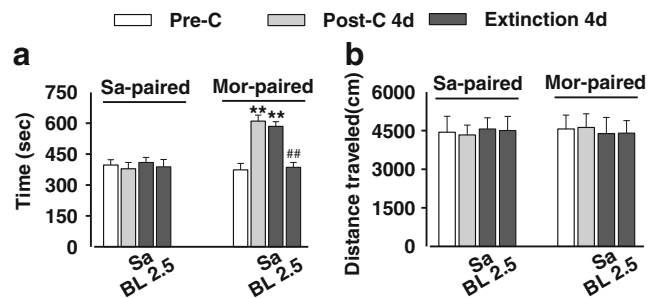 Pre-C Post-C 4d Extinction 4d
a
Sa-paired Mor-paired
Time (sec)
750
600
450
300
150
0
** ** ##
Sa Sa
BL 2.5 BL 2.5
b
Sa-paired Mor-paired
Distance traveled(cm)
6000
4500
3000
1500
0
Sa Sa
BL 2.5 BL 2.5